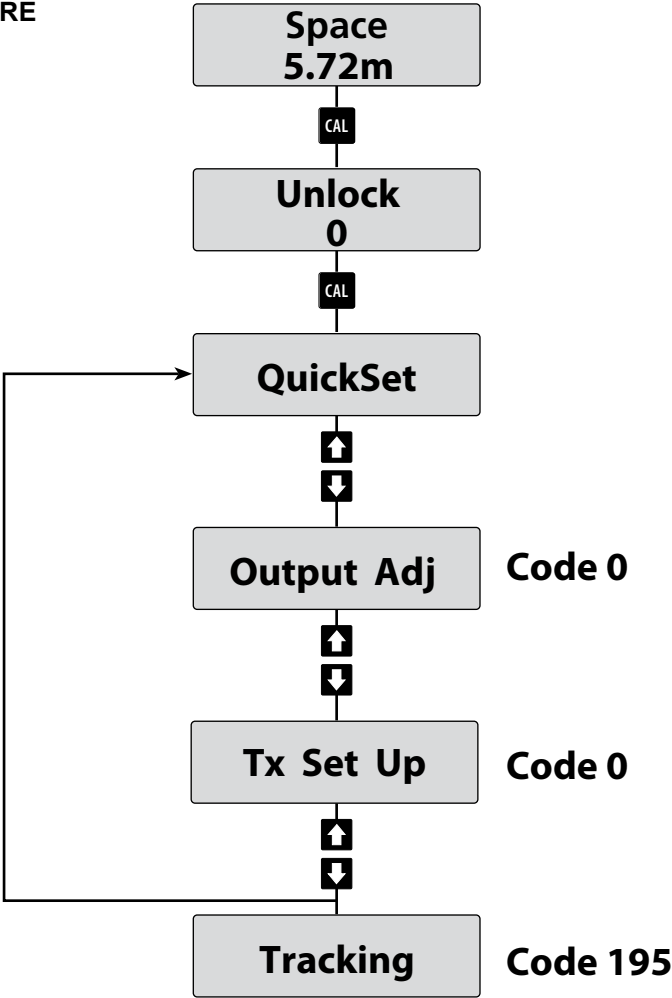 RE
Space
5.72m
CAL
Unlock
0
CAL
QuickSet
Output Adj
Code 0
Tx Set Up
Code 0
Tracking
Code 195